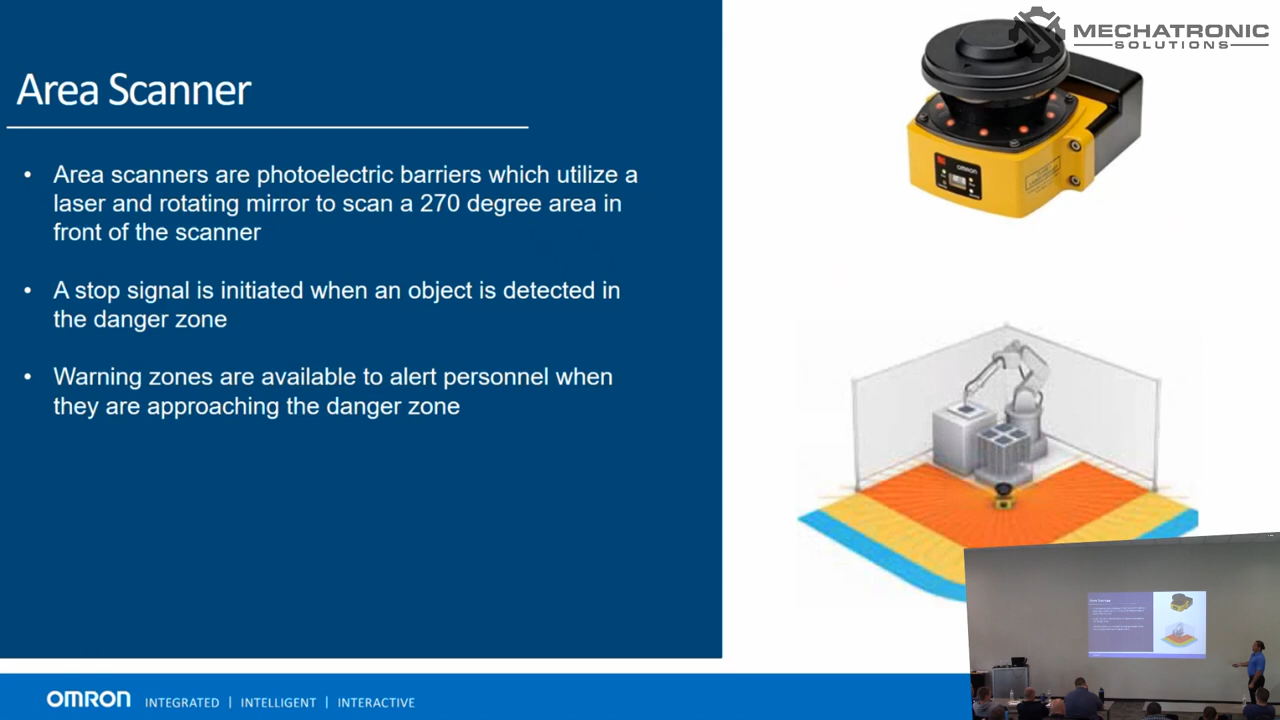 MECHATRONIC
SOLUTIONS
Area Scanner
• Area scanners are photoelectric barriers which utilize a
laser and rotating mirror to scan a 270 degree area in
front of the scanner
• A stop signal is initiated when an object is detected in
the danger zone
• Warning zones are available to alert personnel when
they are approaching the danger zone
OMRON
OMRON INTEGRATED | INTELLIGENT | INTERACTIVE